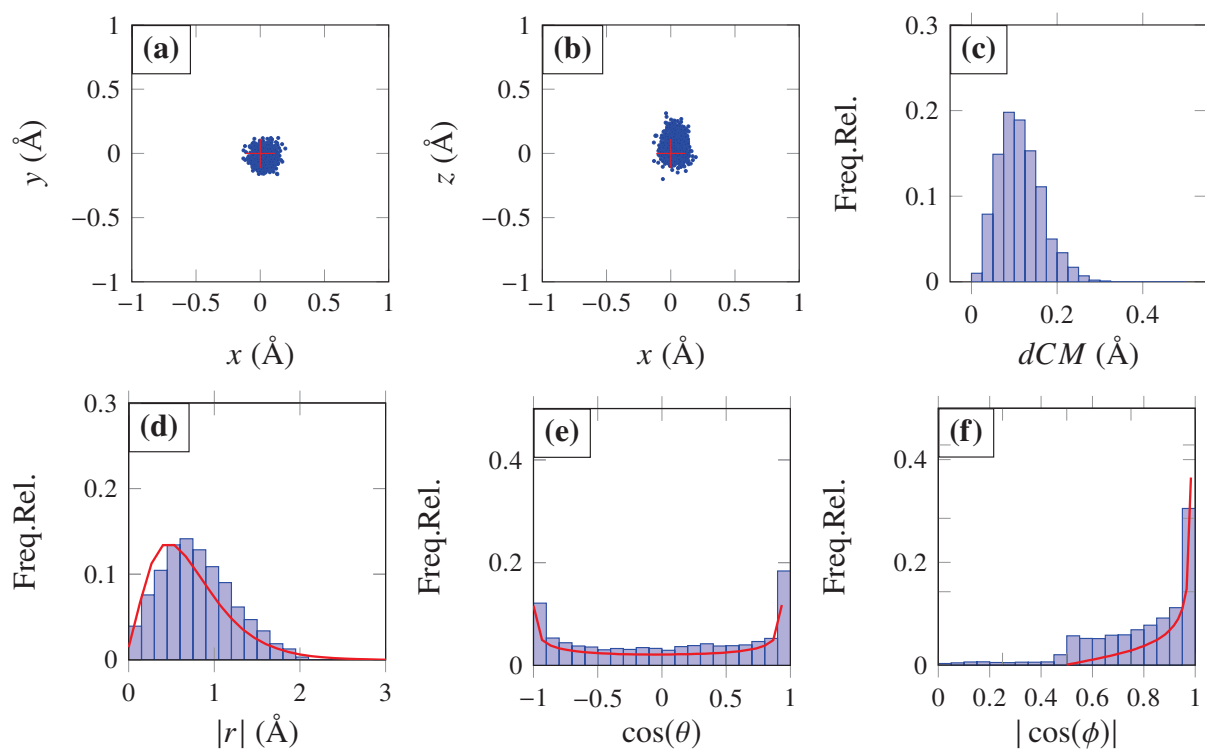 (a)
1
0.5
0
−0.5
−1
y (Å)
−1 −0.5 0 0.5 1
x (Å)
(b)
1
0.5
0
−0.5
−1
z (Å)
−1 −0.5 0 0.5 1
x (Å)
(c)
0.3
0.2
0.1
0
Freq.Rel.
0 0.2 0.4
dCM (Å)
(d)
0.3
0.2
0.1
0
Freq.Rel.
0 1 2 3
|r| (Å)
(e)
0.4
0.2
0
Freq.Rel.
−1 −0.5 0 0.5 1
cos(θ)
(f)
0.4
0.2
0
Freq.Rel.
0 0.2 0.4 0.6 0.8 1
| cos(ϕ)|